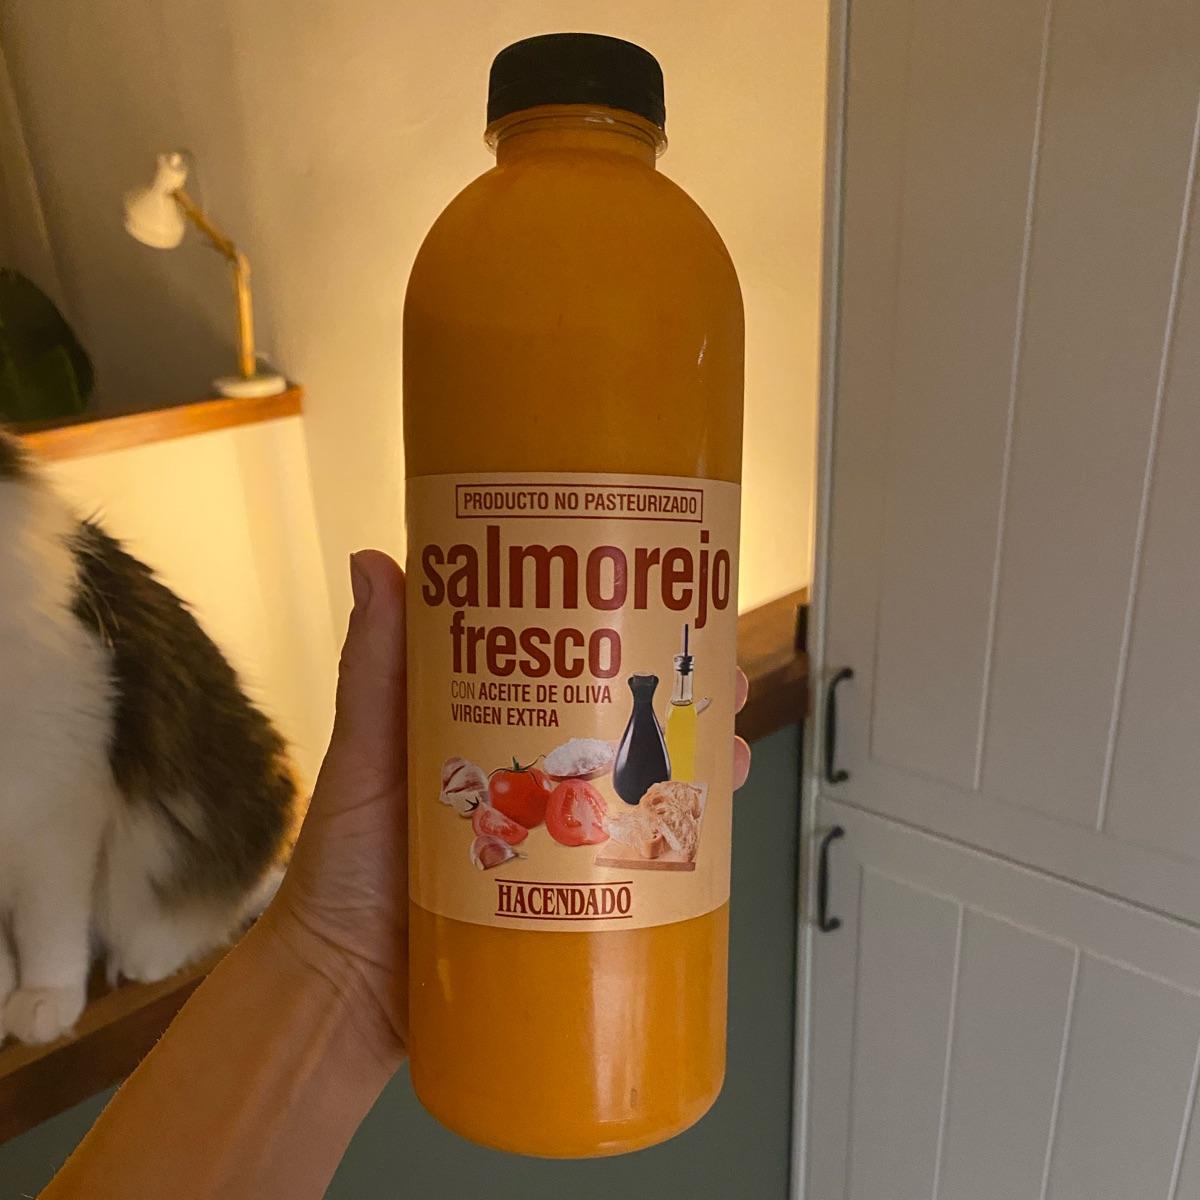 PRODUCTO NO PASTEURIZADO
salmorejo
fresco
CON ACEITE DE OLIVA
VIRGEN EXTRA
HACENDADO